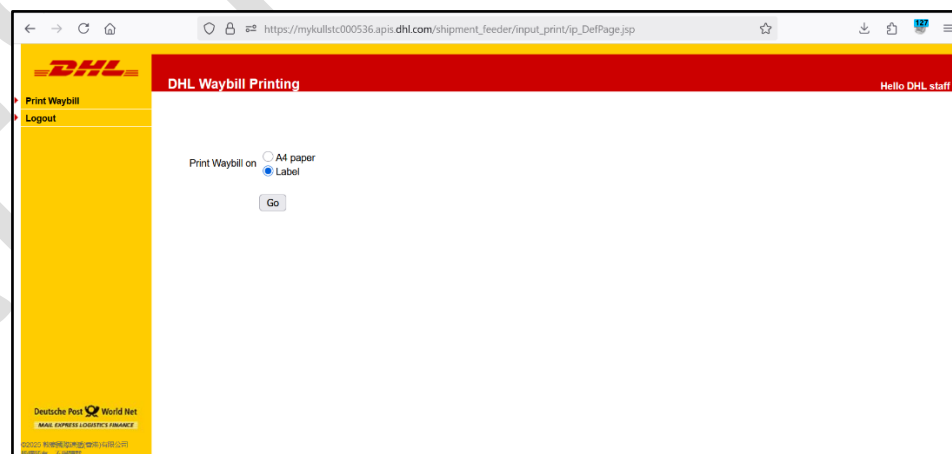 https://mykullstc000536.apis.dhl.com/shipment_feeder/input_print/ip_DefPage.jsp
127
DHL
DHL Waybill Printing
Hello DHL staff
Print Waybill
Logout
Print Waybill on
A4 paper
Label
Go
Deutsche Post World Net
MAIL EXPRESS LOGISTICS FINANCE
©2025